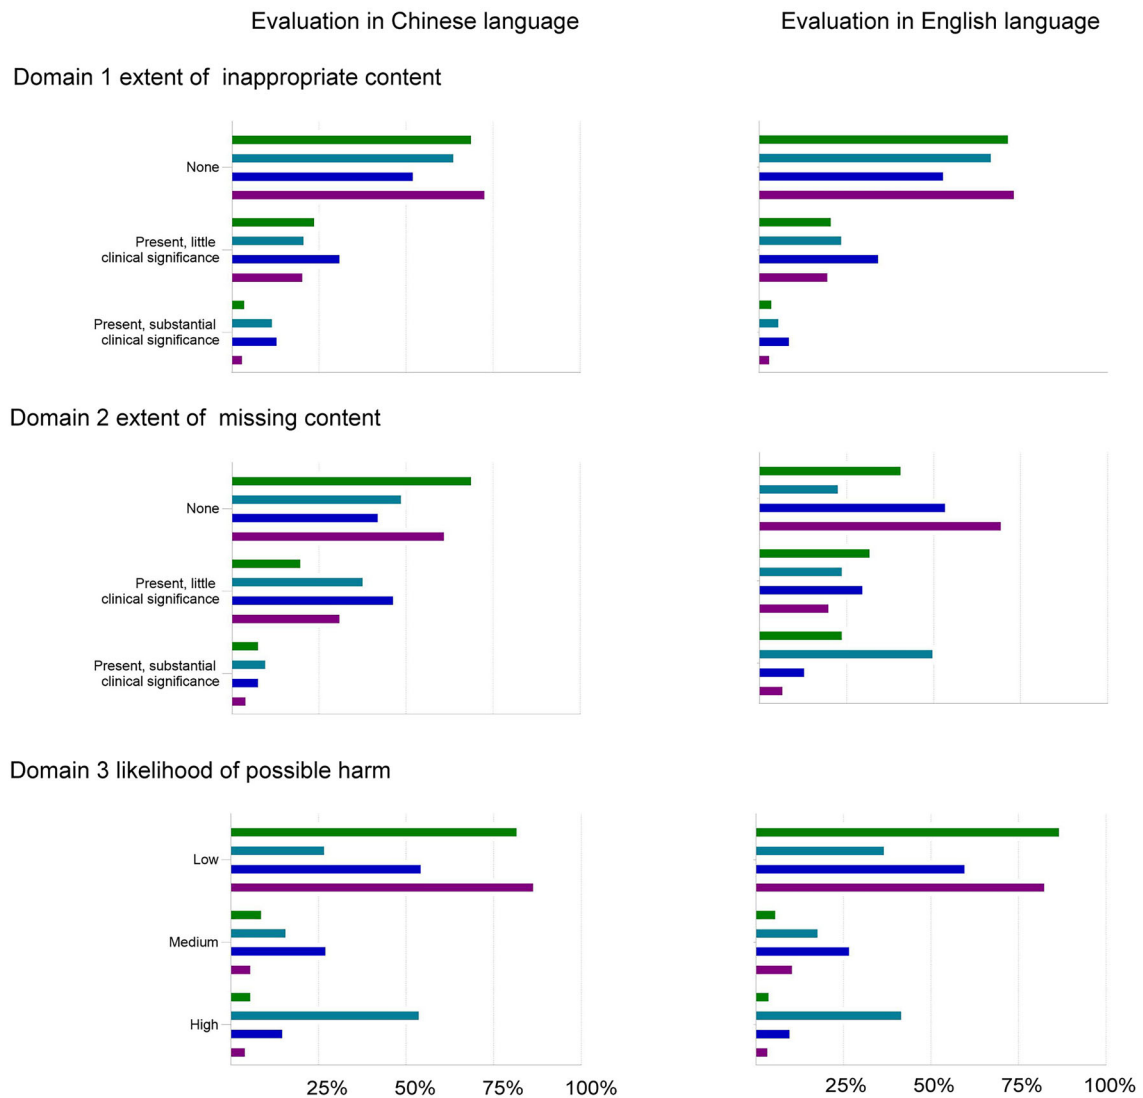 Evaluation in Chinese language
Evaluation in English language
Domain 1 extent of inappropriate content
None
Present, little
clinical significance
Present, substantial
clinical significance
Domain 2 extent of missing content
None
Present, little
clinical significance
Present, substantial
clinical significance
Domain 3 likelihood of possible harm
Low
Medium
High
25% 50% 75% 100%
25% 50% 75% 100%